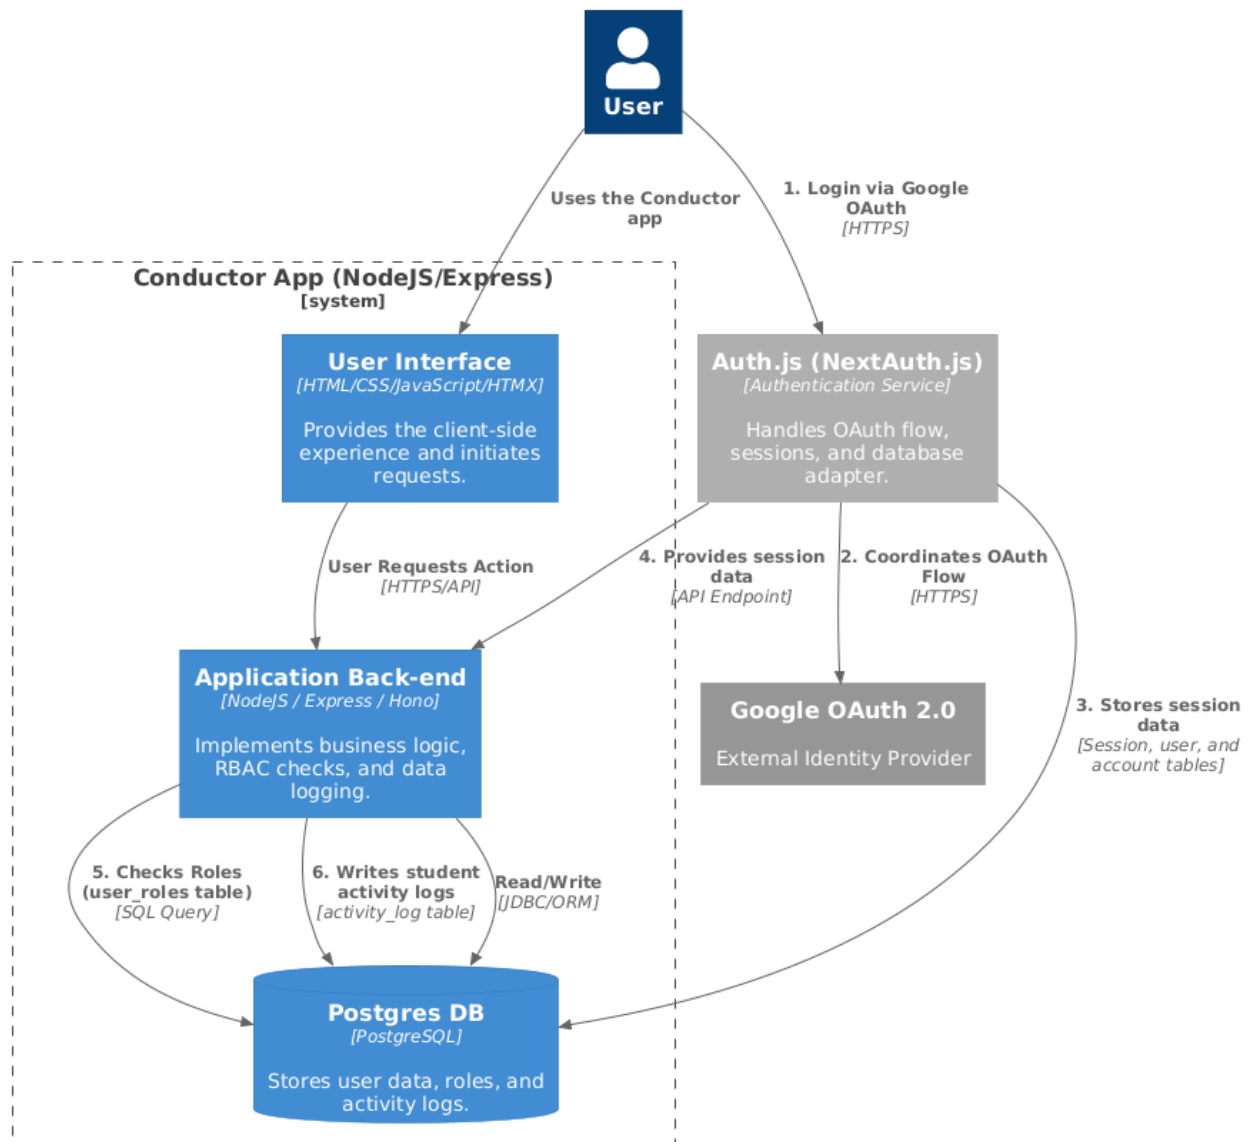 User
Uses the Conductor
app
1. Login via Google
OAuth
[HTTPS]
Conductor App (NodeJS/Express)
[system]
User Interface
[HTML/CSS/JavaScript/HTMX]
Provides the client-side
experience and initiates
requests.
Auth.js (NextAuth.js)
[Authentication Service]
Handles OAuth flow,
sessions, and database
adapter.
User Requests Action
[HTTPS/API]
4. Provides session
data
[API Endpoint]
2. Coordinates OAuth
Flow
[HTTPS]
Application Back-end
[NodeJS / Express / Hono]
Implements business logic,
RBAC checks, and data
logging.
Google OAuth 2.0
External Identity Provider
3. Stores session
data
[Session, user, and
account tables]
5. Checks Roles
(user_roles table)
[SQL Query]
6. Writes student
activity logs
[activity_log table]
Read/Write
[JDBC/ORM]
Postgres DB
[PostgreSQL]
Stores user data, roles, and
activity logs.